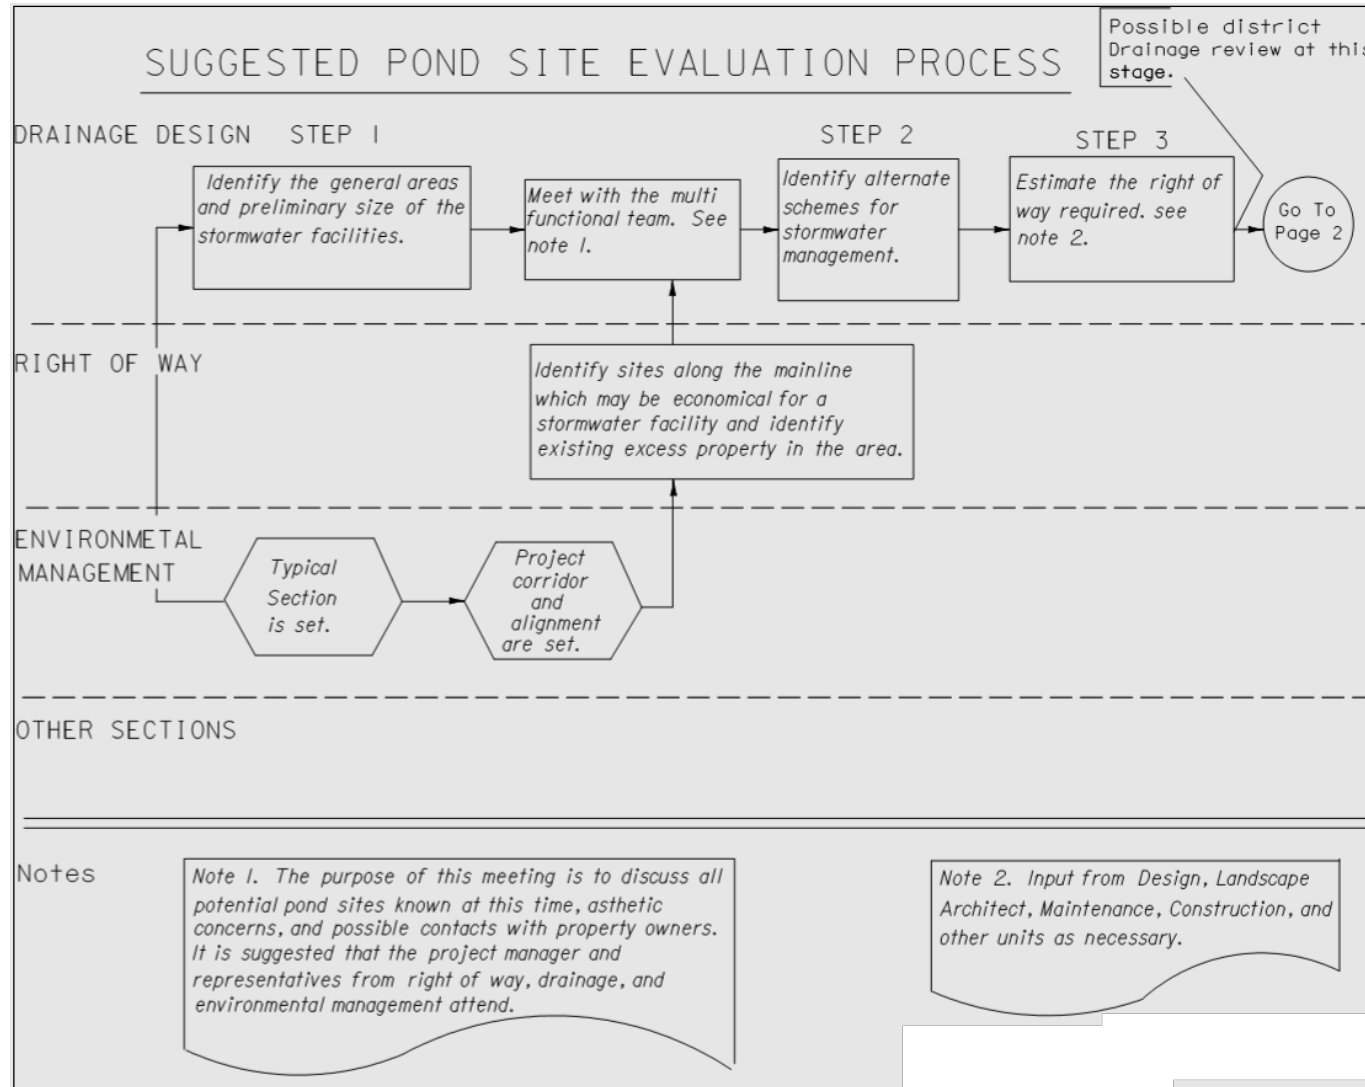 Possible district
Drainage review at this
stage.
SUGGESTED POND SITE EVALUATION PROCESS
DRAINAGE DESIGN STEP 1
STEP 2
STEP 3
Identify the general areas
and preliminary size of the
stormwater facilities.
Meet with the multi
functional team. See
note 1.
Identify alternate
schemes for
stormwater
management.
Estimate the right of
way required. see
note 2.
Go To
Page 2
RIGHT OF WAY
Identify sites along the mainline
which may be economical for a
stormwater facility and identify
existing excess property in the area.
ENVIRONMETAL
MANAGEMENT
Typical
Section
is set.
Project
corridor
and
alignment
are set.
OTHER SECTIONS
Notes
Note 1. The purpose of this meeting is to discuss all
potential pond sites known at this time, asthetic
concerns, and possible contacts with property owners.
It is suggested that the project manager and
representatives from right of way, drainage, and
environmental management attend.
Note 2. Input from Design, Landscape
Architect, Maintenance, Construction, and
other units as necessary.